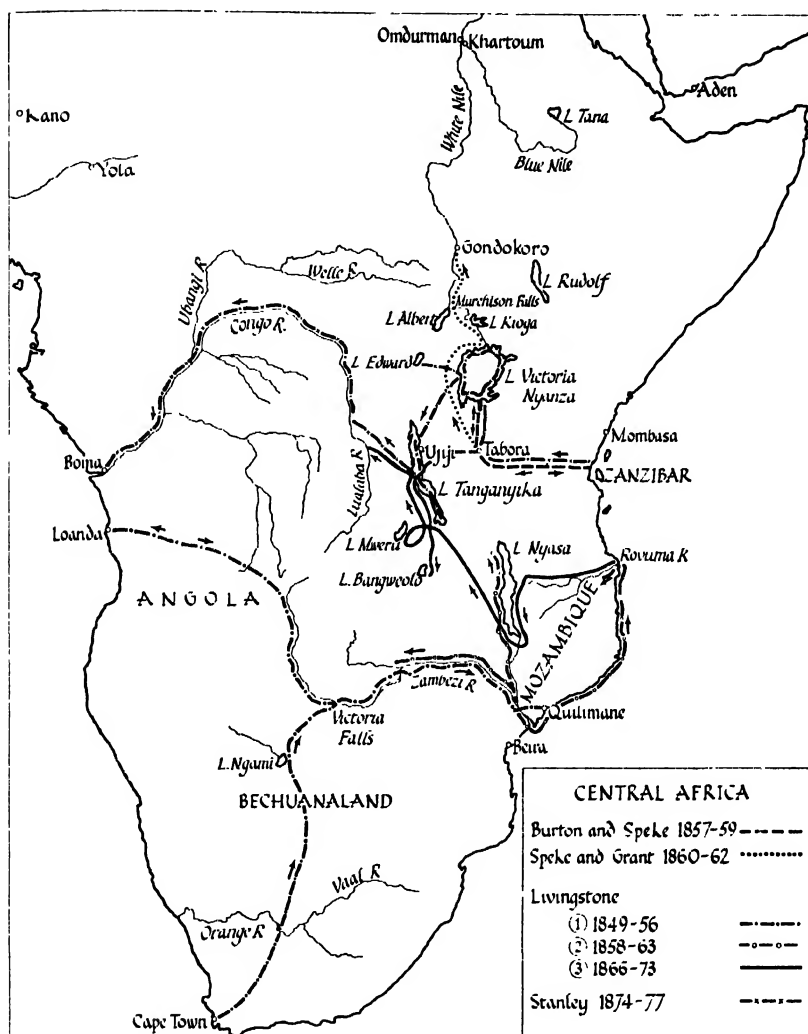 Omdurman
Khartoum
Aden
Kano
L Tana
White Nile
Yola
Blue Nile
Gondokoro
Ubangi R
Welle R
L Rudolf
Murchison Falls
L Albert
L Kioga
Congo R.
L. Edward
L Victoria
Nyanza
Mombasa
Ujiji
Tabora
Boma
ZANZIBAR
Lualaba R
L Tanganyika
Loanda
L Mweru
L Nyasa
Rovuma R
L. Bangweolo
ANGOLA
MOZAMBIQUE
Zambezi R
Quilimane
Victoria
Falls
Beira
L. Ngami
BECHUANALAND
Vaal R
Orange R
Cape Town
CENTRAL AFRICA
Burton and Speke 1857-59
Speke and Grant 1860-62
Livingstone
① 1849-56
② 1858-63
③ 1866-73
Stanley 1874-77